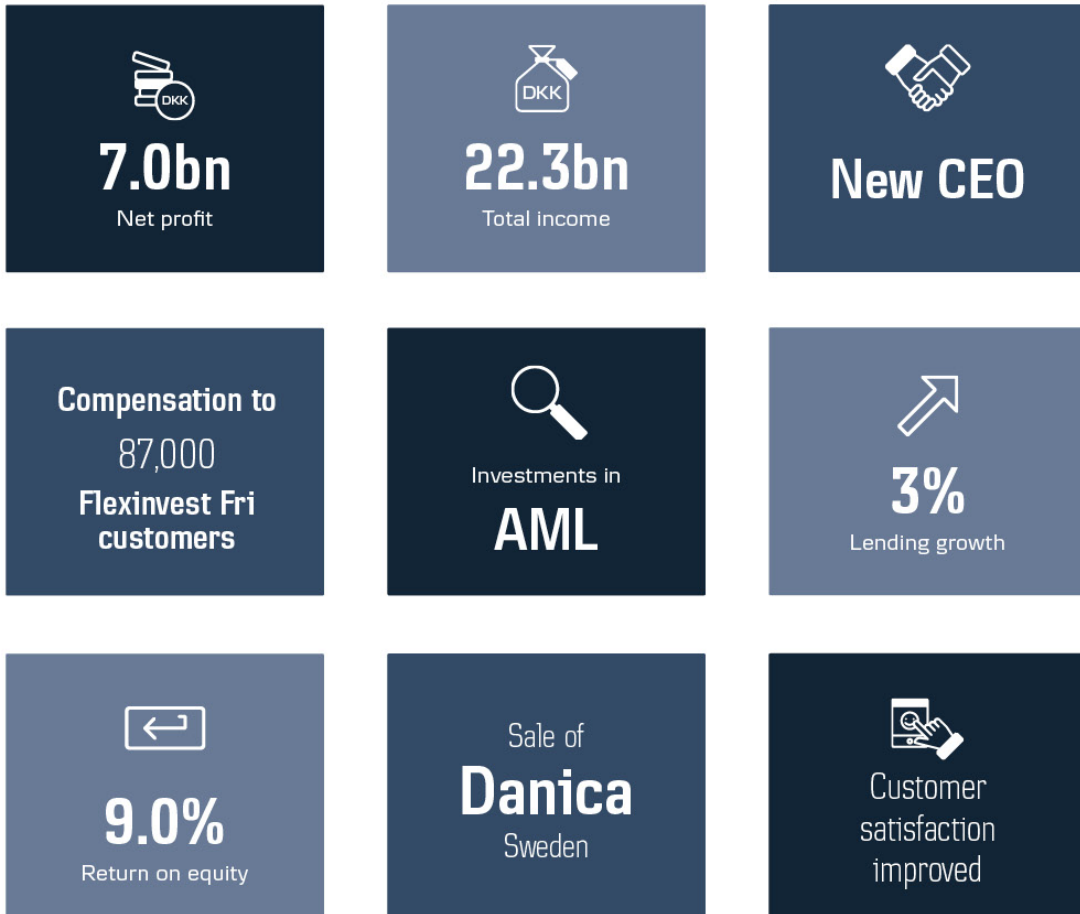 DKK
7.0bn
Net profit
DKK
22.3bn
Total income
New CEO
Compensation to
87,000
Flexinvest Fri
customers
Investments in
AML
3%
Lending growth
9.0%
Return on equity
Sale of
Danica
Sweden
Customer
satisfaction
improved